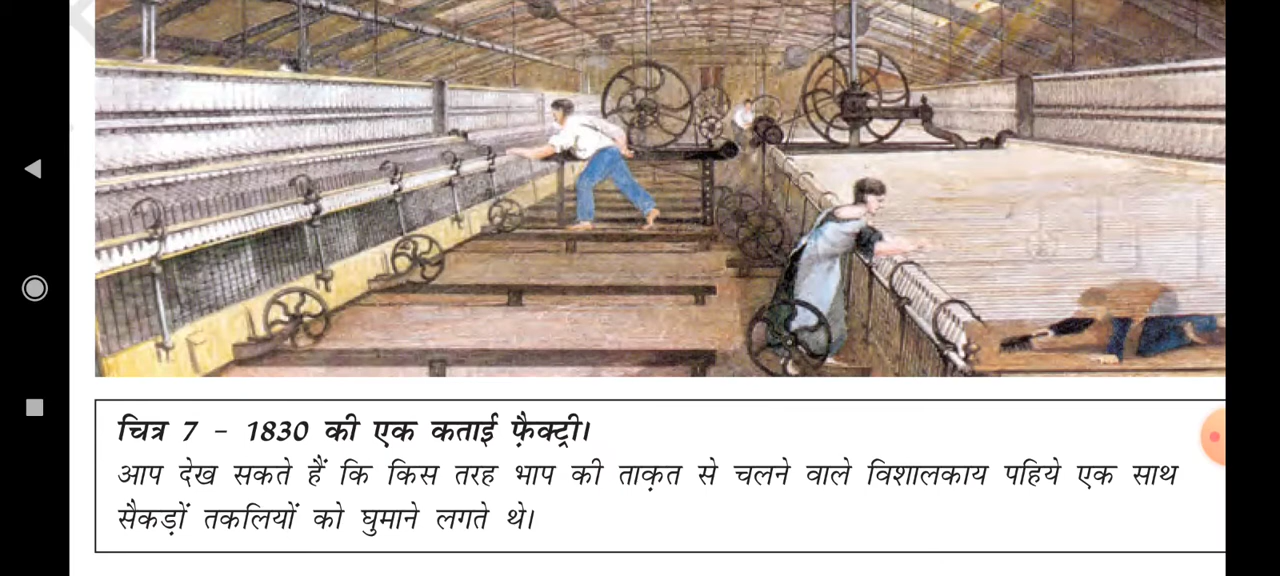 चित्र 7 – 1830 की एक कताई फ़ैक्ट्री।
आप देख सकते हैं कि किस तरह भाप की ताक़त से चलने वाले विशालकाय पहिये एक साथ
सैकड़ों तकलियों को घुमाने लगते थे।